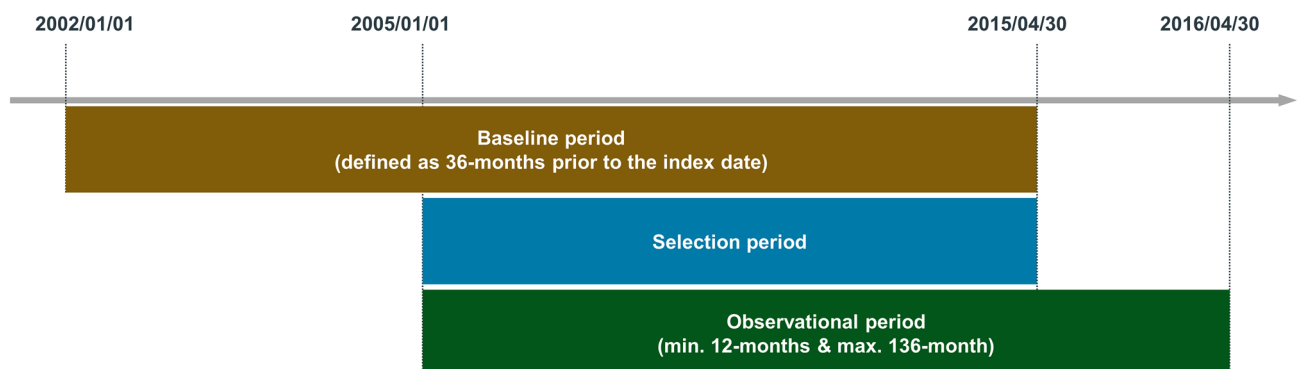 2002/01/01 2005/01/01 2015/04/30 2016/04/30
Baseline period
(defined as 36-months prior to the index date)
Selection period
Observational period
(min. 12-months & max. 136-month)